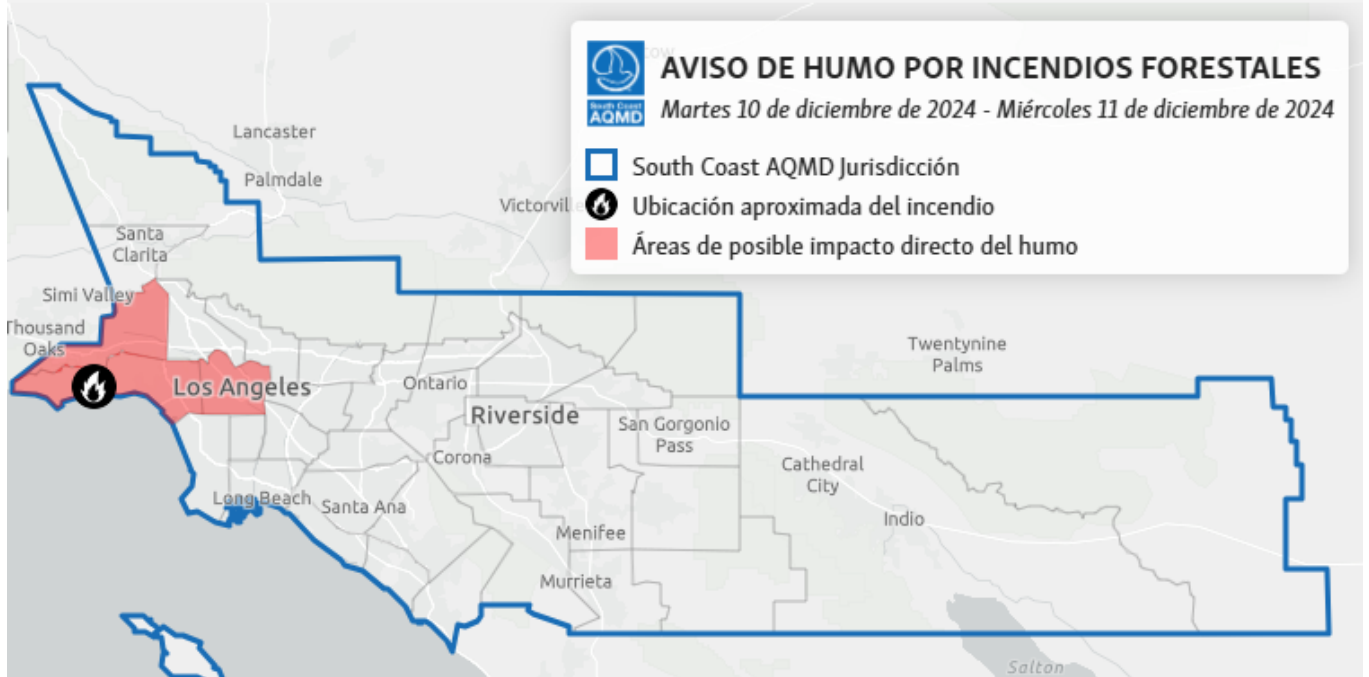 AVISO DE HUMO POR INCENDIOS FORESTALES
Martes 10 de diciembre de 2024 - Miércoles 11 de diciembre de 2024
South Coast
AQMD
South Coast AQMD Jurisdicción
Ubicación aproximada del incendio
Áreas de posible impacto directo del humo
Lancaster
Palmdale
Santa
Clarita
Simi Valley
Thousand
Oaks
Los Angeles
Ontario
Riverside
San Gorgonio
Pass
Twentynine
Palms
Corona
Cathedral
City
Long Beach
Santa Ana
Indio
Menifee
Murrieta
Salton